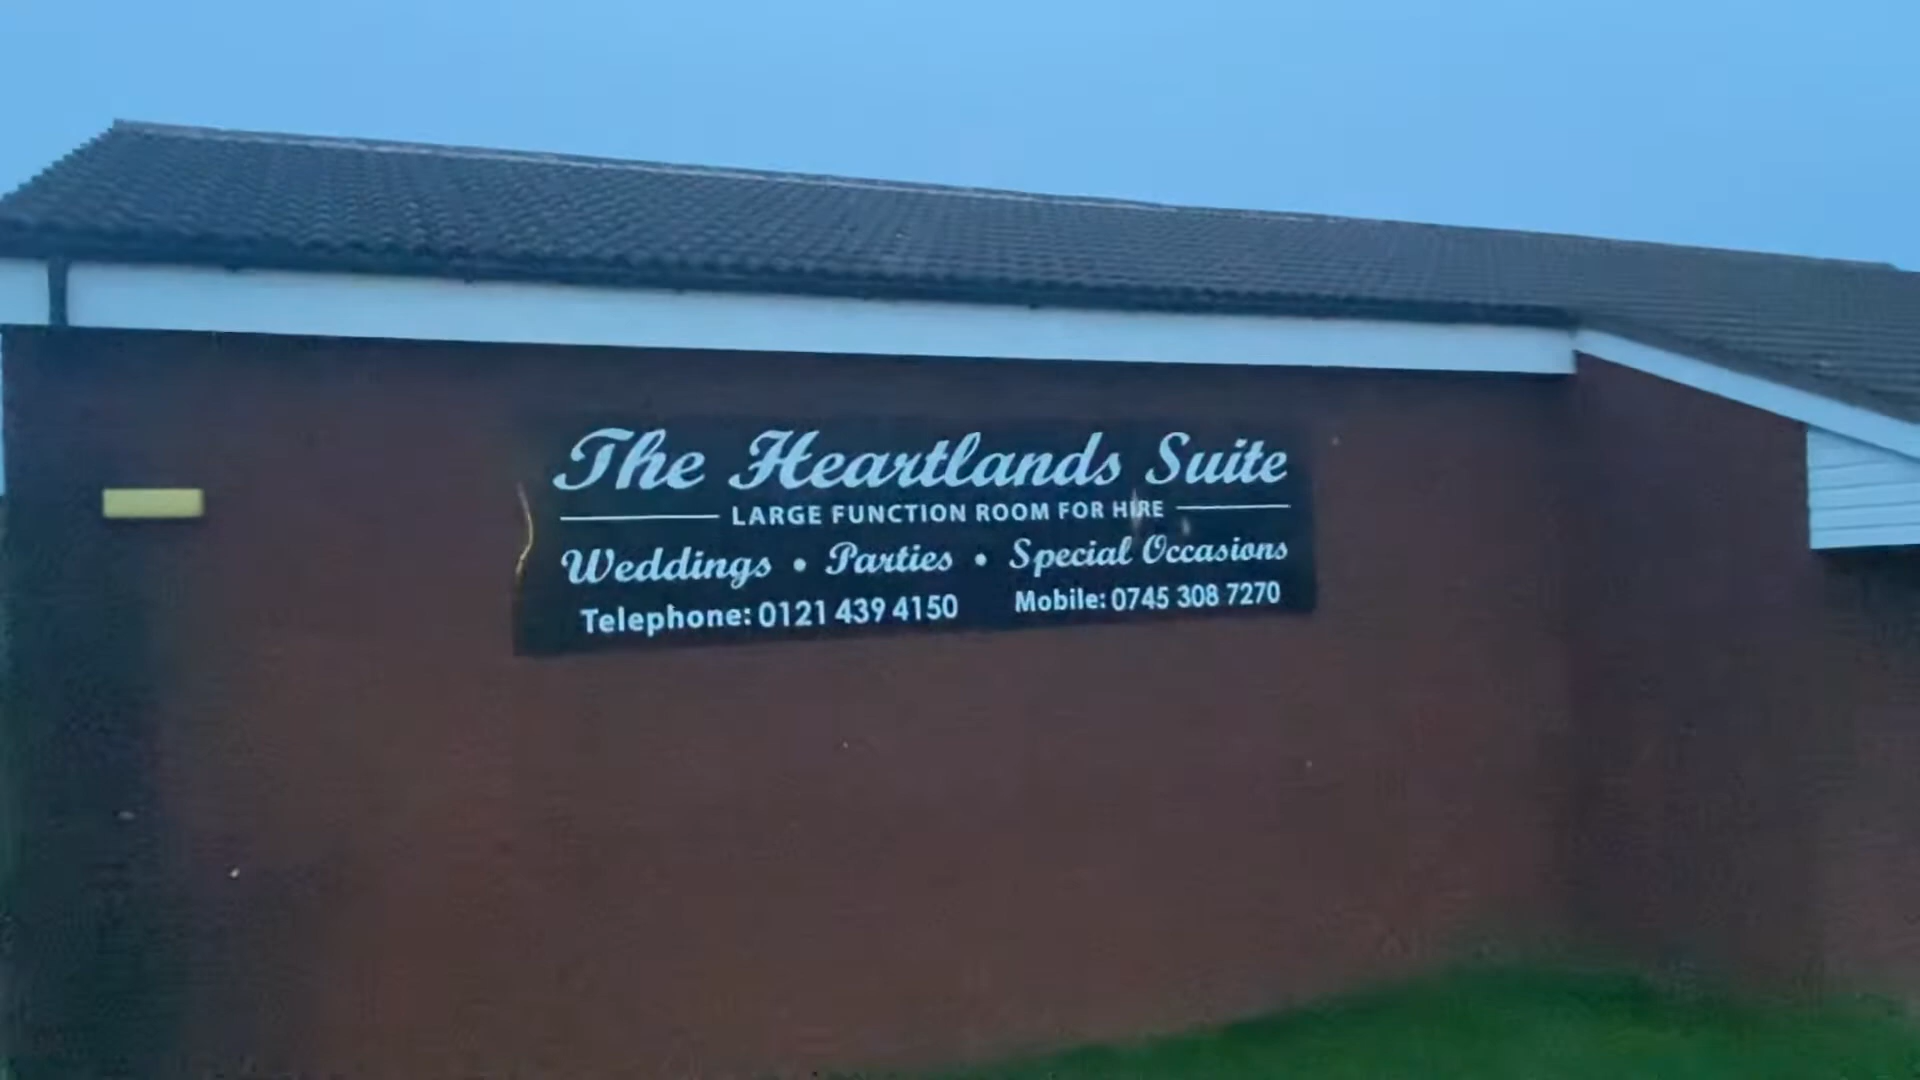 The Heartlands Suite
LARGE FUNCTION ROOM FOR HIRE
Weddings • Parties • Special Occasions
Telephone: 0121 439 4150 Mobile: 0745 308 7270